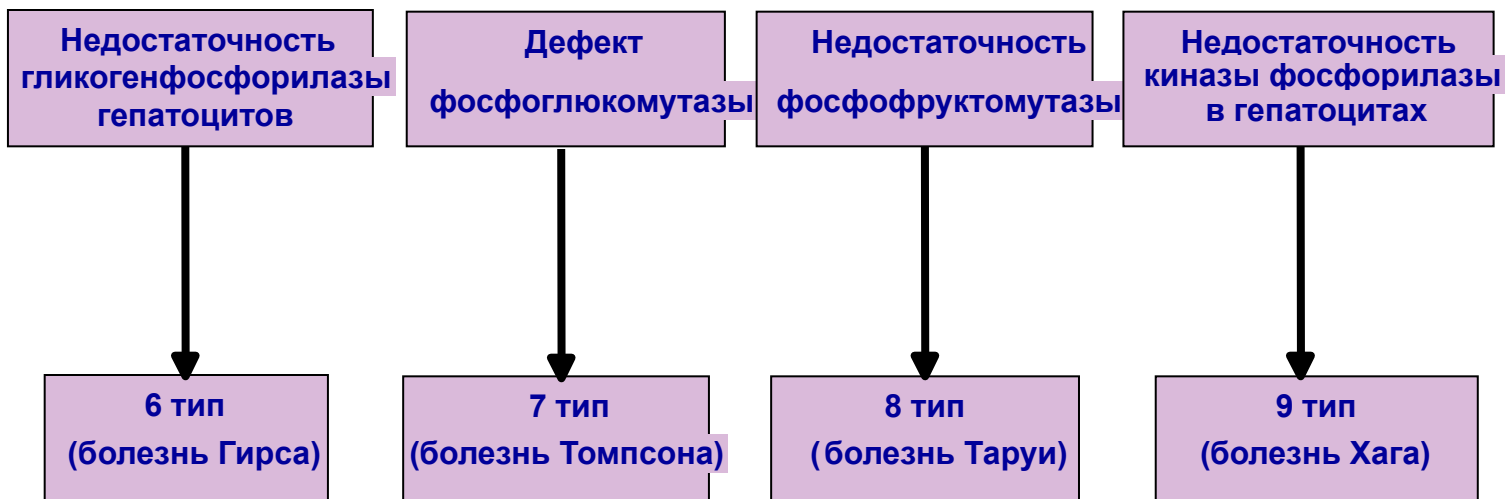 Недостаточность
гликогенфосфорилазы
гепатоцитов
Дефект
фосфоглюкомутазы
Недостаточность
фосфофруктомутазы
Недостаточность
киназы фосфорилазы
в гепатоцитах
6 тип
(болезнь Гирса)
7 тип
(болезнь Томпсона)
8 тип
(болезнь Таруи)
9 тип
(болезнь Хага)